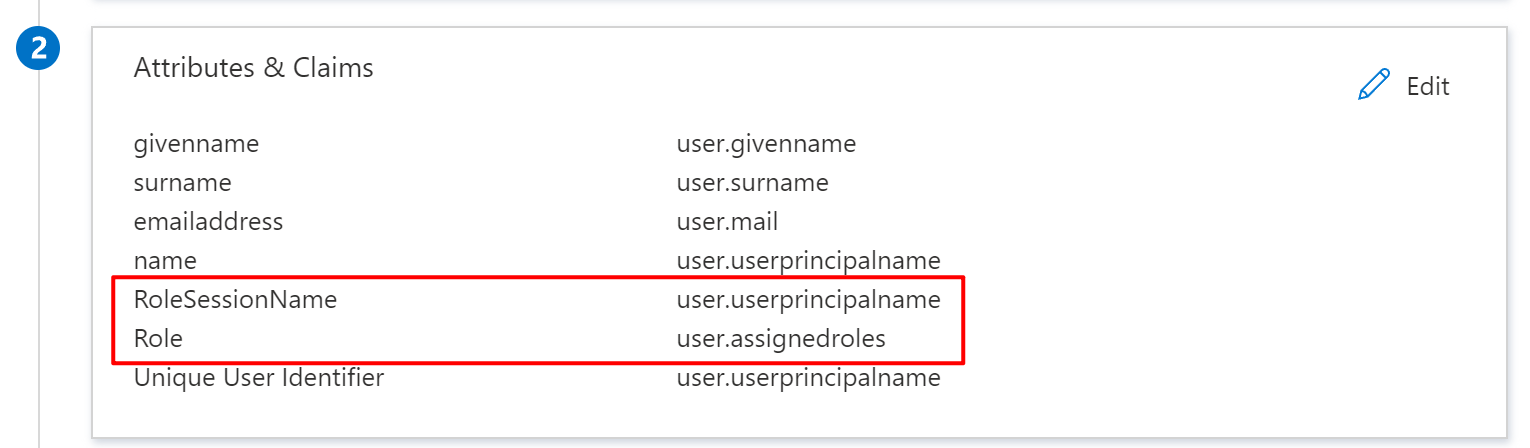 2
Attributes & Claims
Edit
givenname user.givenname
surname user.surname
emailaddress user.mail
name user.userprincipalname
RoleSessionName user.userprincipalname
Role user.assignedroles
Unique User Identifier user.userprincipalname